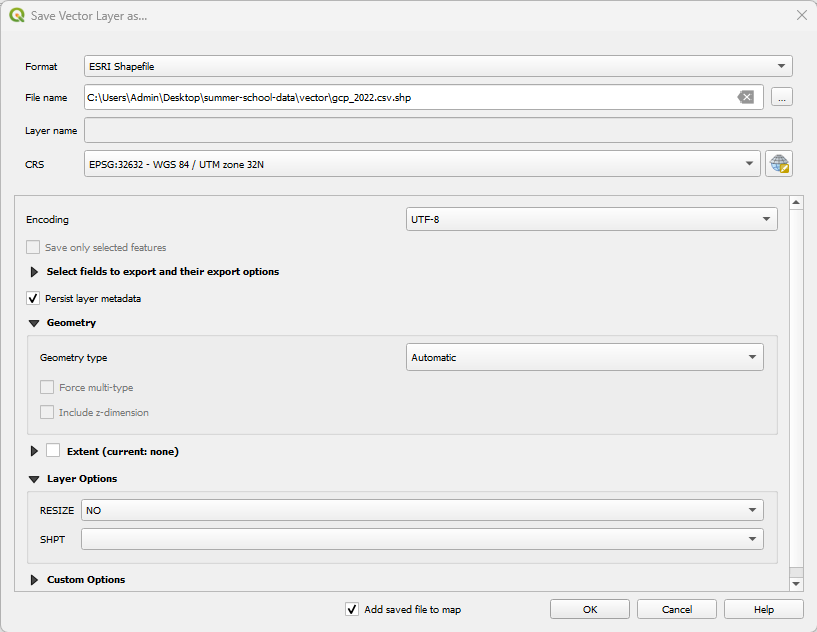 Save Vector Layer as...
Format ESRI Shapefile
File name C:\Users\Admin\Desktop\summer-school-data\vector\gcp_2022.csv.shp ...
Layer name
CRS EPSG:32632 - WGS 84 / UTM zone 32N
Encoding UTF-8
Save only selected features
Select fields to export and their export options
Persist layer metadata
Geometry
Geometry type Automatic
Force multi-type
Include z-dimension
Extent (current: none)
Layer Options
RESIZE NO
SHPT
Custom Options
Add saved file to map OK Cancel Help